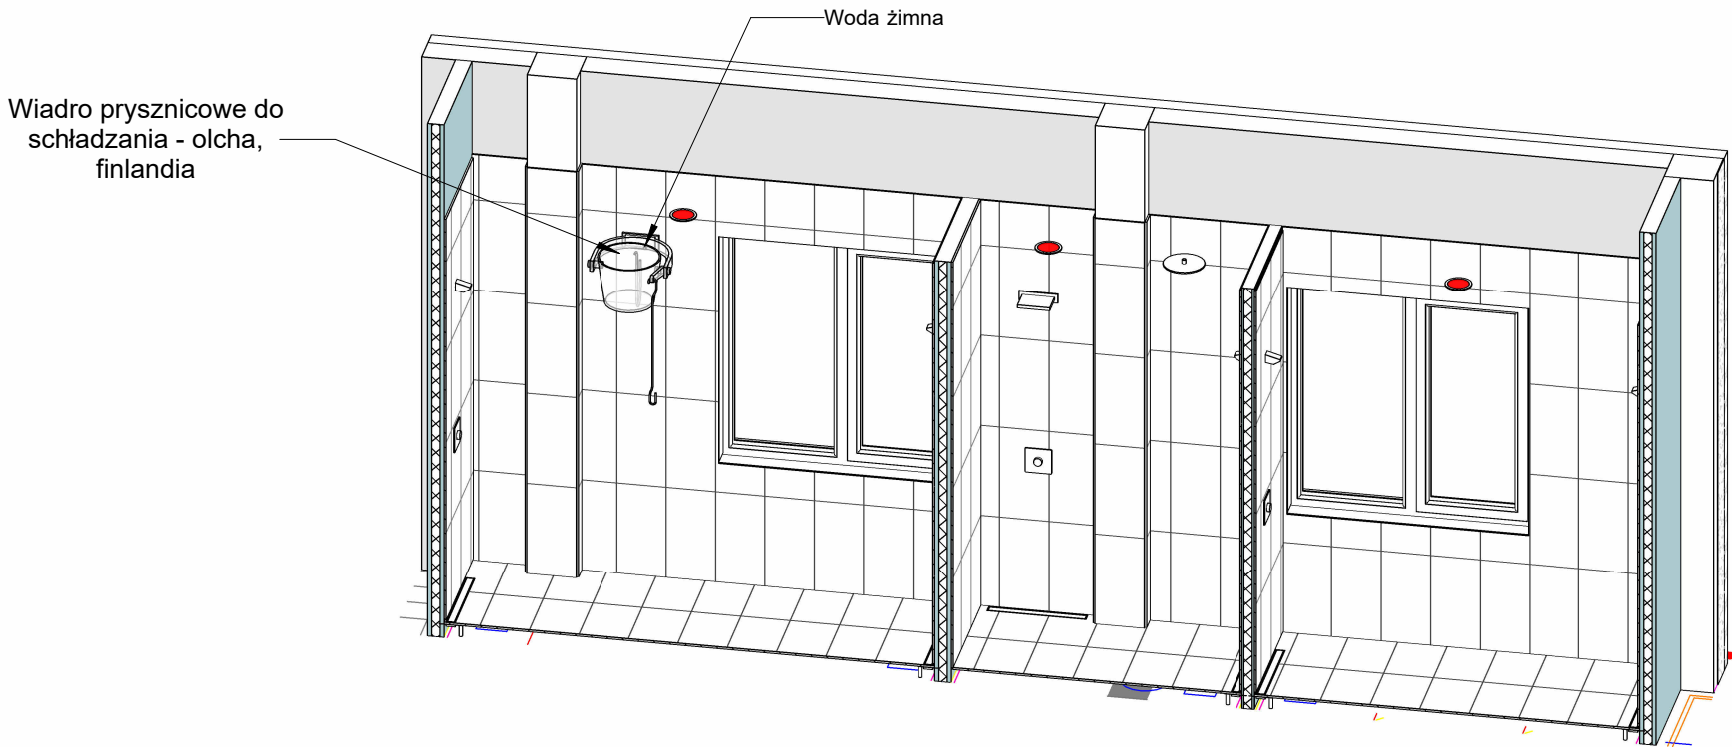 Woda żimna
Wiadro prysznicowe do
schładzania - olcha,
finlandia